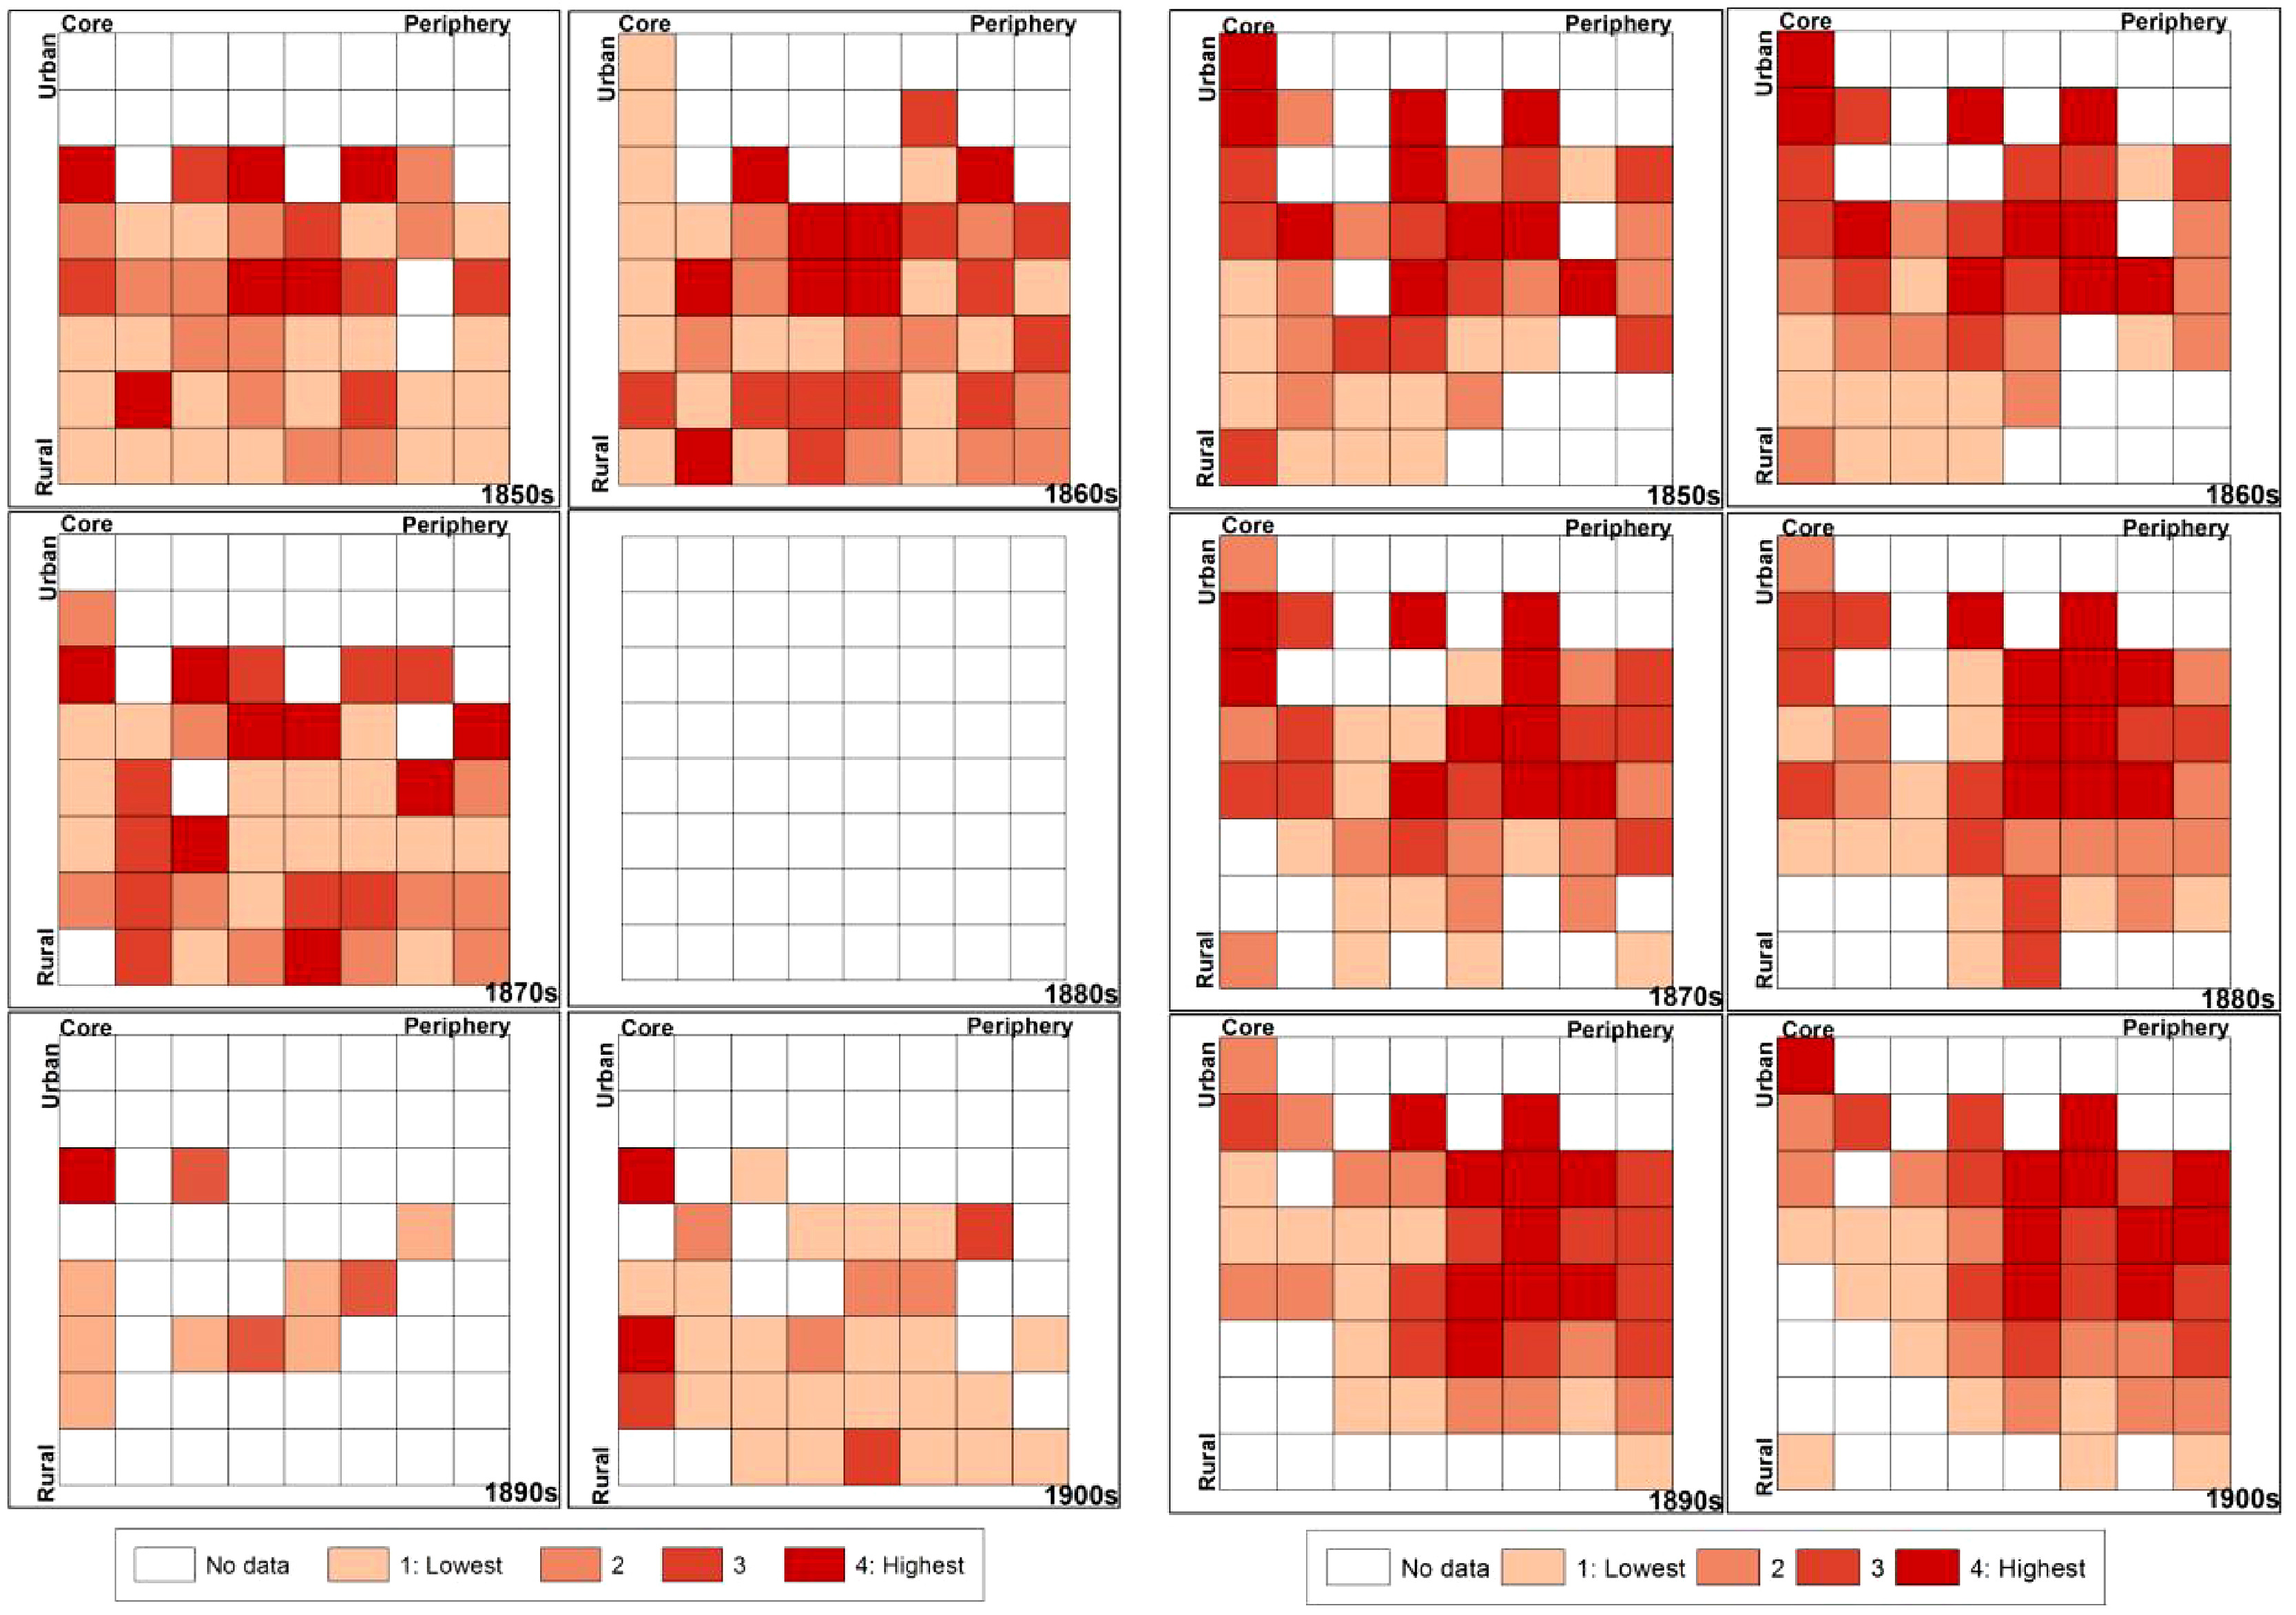 Core Periphery
Urban
Rural
1850s
Core Periphery
Urban
Rural
1860s
Core Periphery
Urban
Rural
1870s
1880s
Core Periphery
Urban
Rural
1890s
Core Periphery
Urban
Rural
1900s
No data 1: Lowest 2 3 4: Highest
Core Periphery
Urban
Rural
1850s
Core Periphery
Urban
Rural
1860s
Core Periphery
Urban
Rural
1870s
Core Periphery
Urban
Rural
1880s
Core Periphery
Urban
Rural
1890s
Core Periphery
Urban
Rural
1900s
No data 1: Lowest 2 3 4: Highest